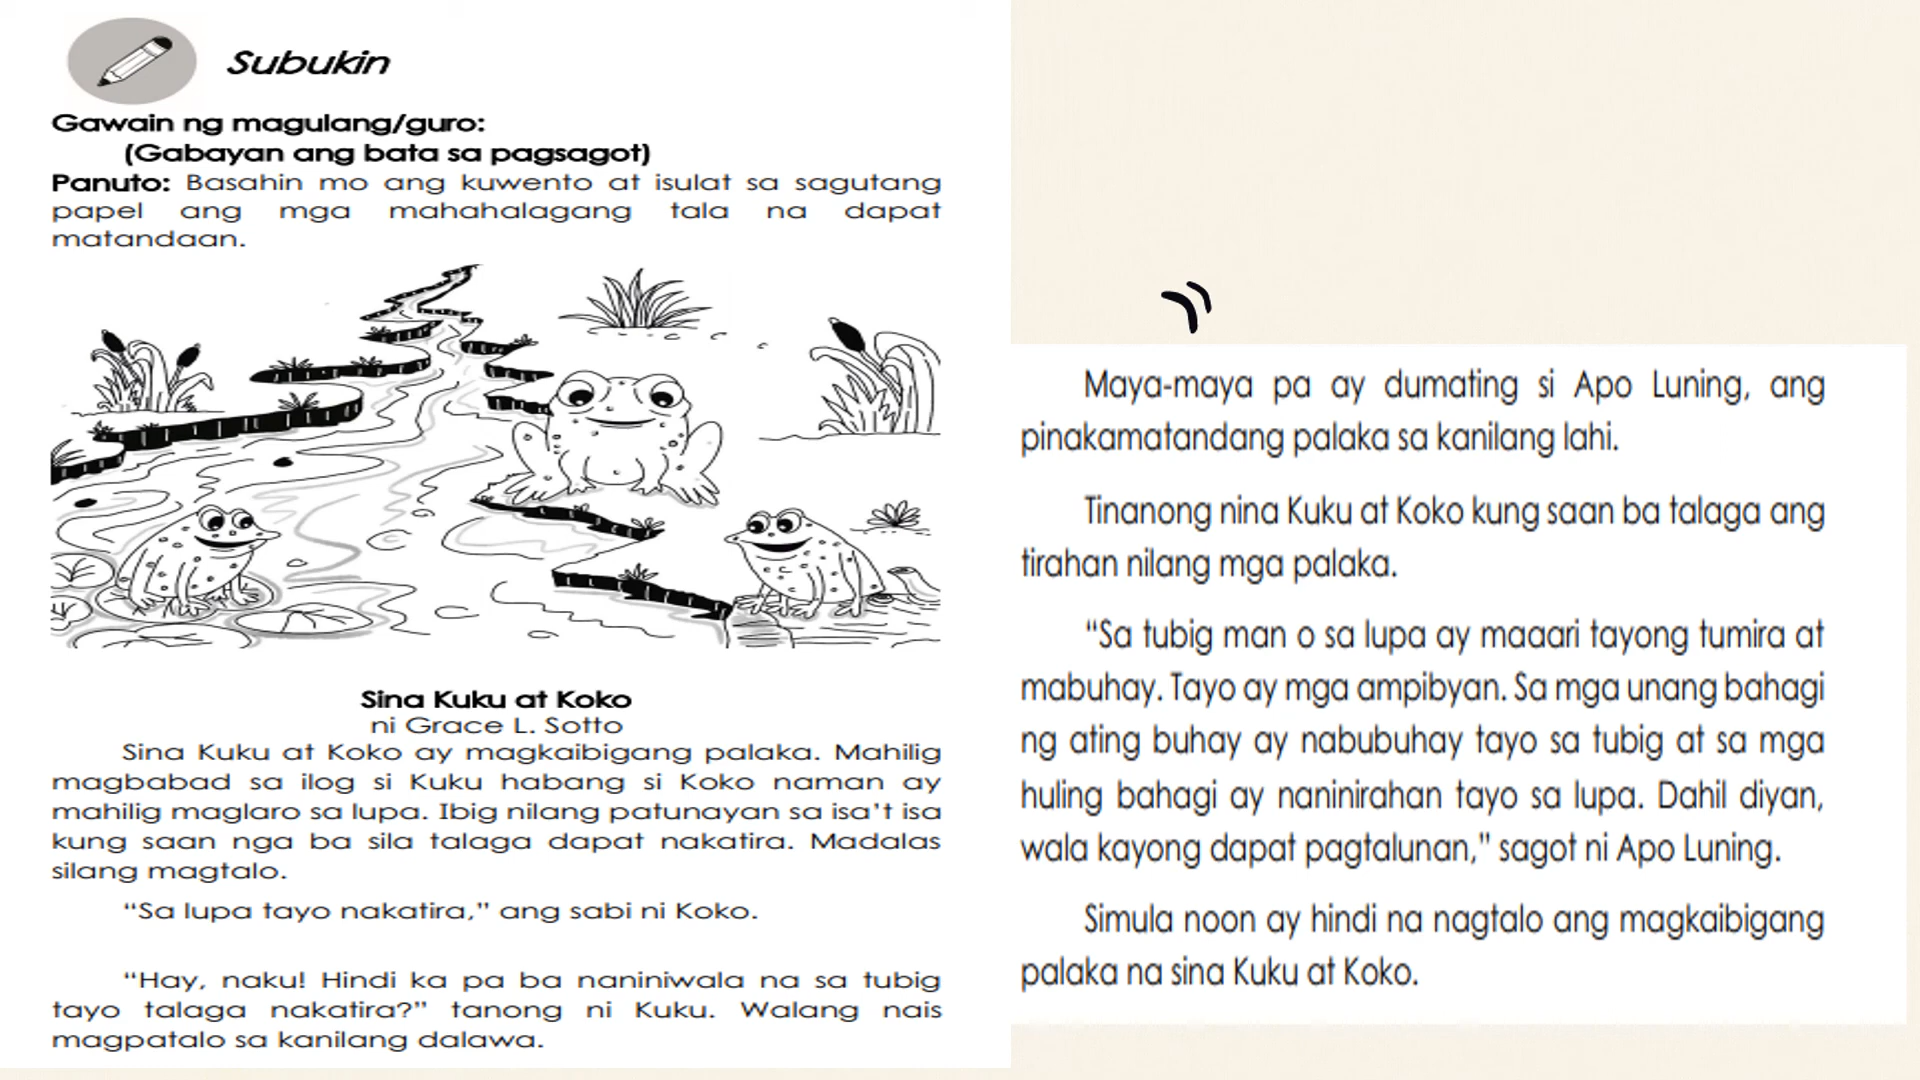 Subukin
Gawain ng magulang/guro:
(Gabayan ang bata sa pagsagot)
Panuto: Basahin mo ang kuwento at isulat sa sagutang
papel ang mga mahahalagang tala na dapat
matandaan.
Sina Kuku at Koko
ni Grace L. Sotto
Sina Kuku at Koko ay magkaibigang palaka. Mahilig
magbabad sa ilog si Kuku habang si Koko naman ay
mahilig maglaro sa lupa. Ibig nilang patunayan sa isa't isa
kung saan nga ba sila talaga dapat nakatira. Madalas
silang magtalo.
“Sa lupa tayo nakatira,” ang sabi ni Koko.
“Hay, naku! Hindi ka pa ba naniniwala na sa tubig
tayo talaga nakatira?” tanong ni Kuku. Walang nais
magpatalo sa kanilang dalawa.
Maya-maya pa ay dumating si Apo Luning, ang
pinakamatandang palaka sa kanilang lahi.
Tinanong nina Kuku at Koko kung saan ba talaga ang
tirahan nilang mga palaka.
“Sa tubig man o sa lupa ay maaari tayong tumira at
mabuhay. Tayo ay mga ampibyan. Sa mga unang bahagi
ng ating buhay ay nabubuhay tayo sa tubig at sa mga
huling bahagi ay naninirahan tayo sa lupa. Dahil diyan,
wala kayong dapat pagtalunan,” sagot ni Apo Luning.
Simula noon ay hindi na nagtalo ang magkaibigang
palaka na sina Kuku at Koko.